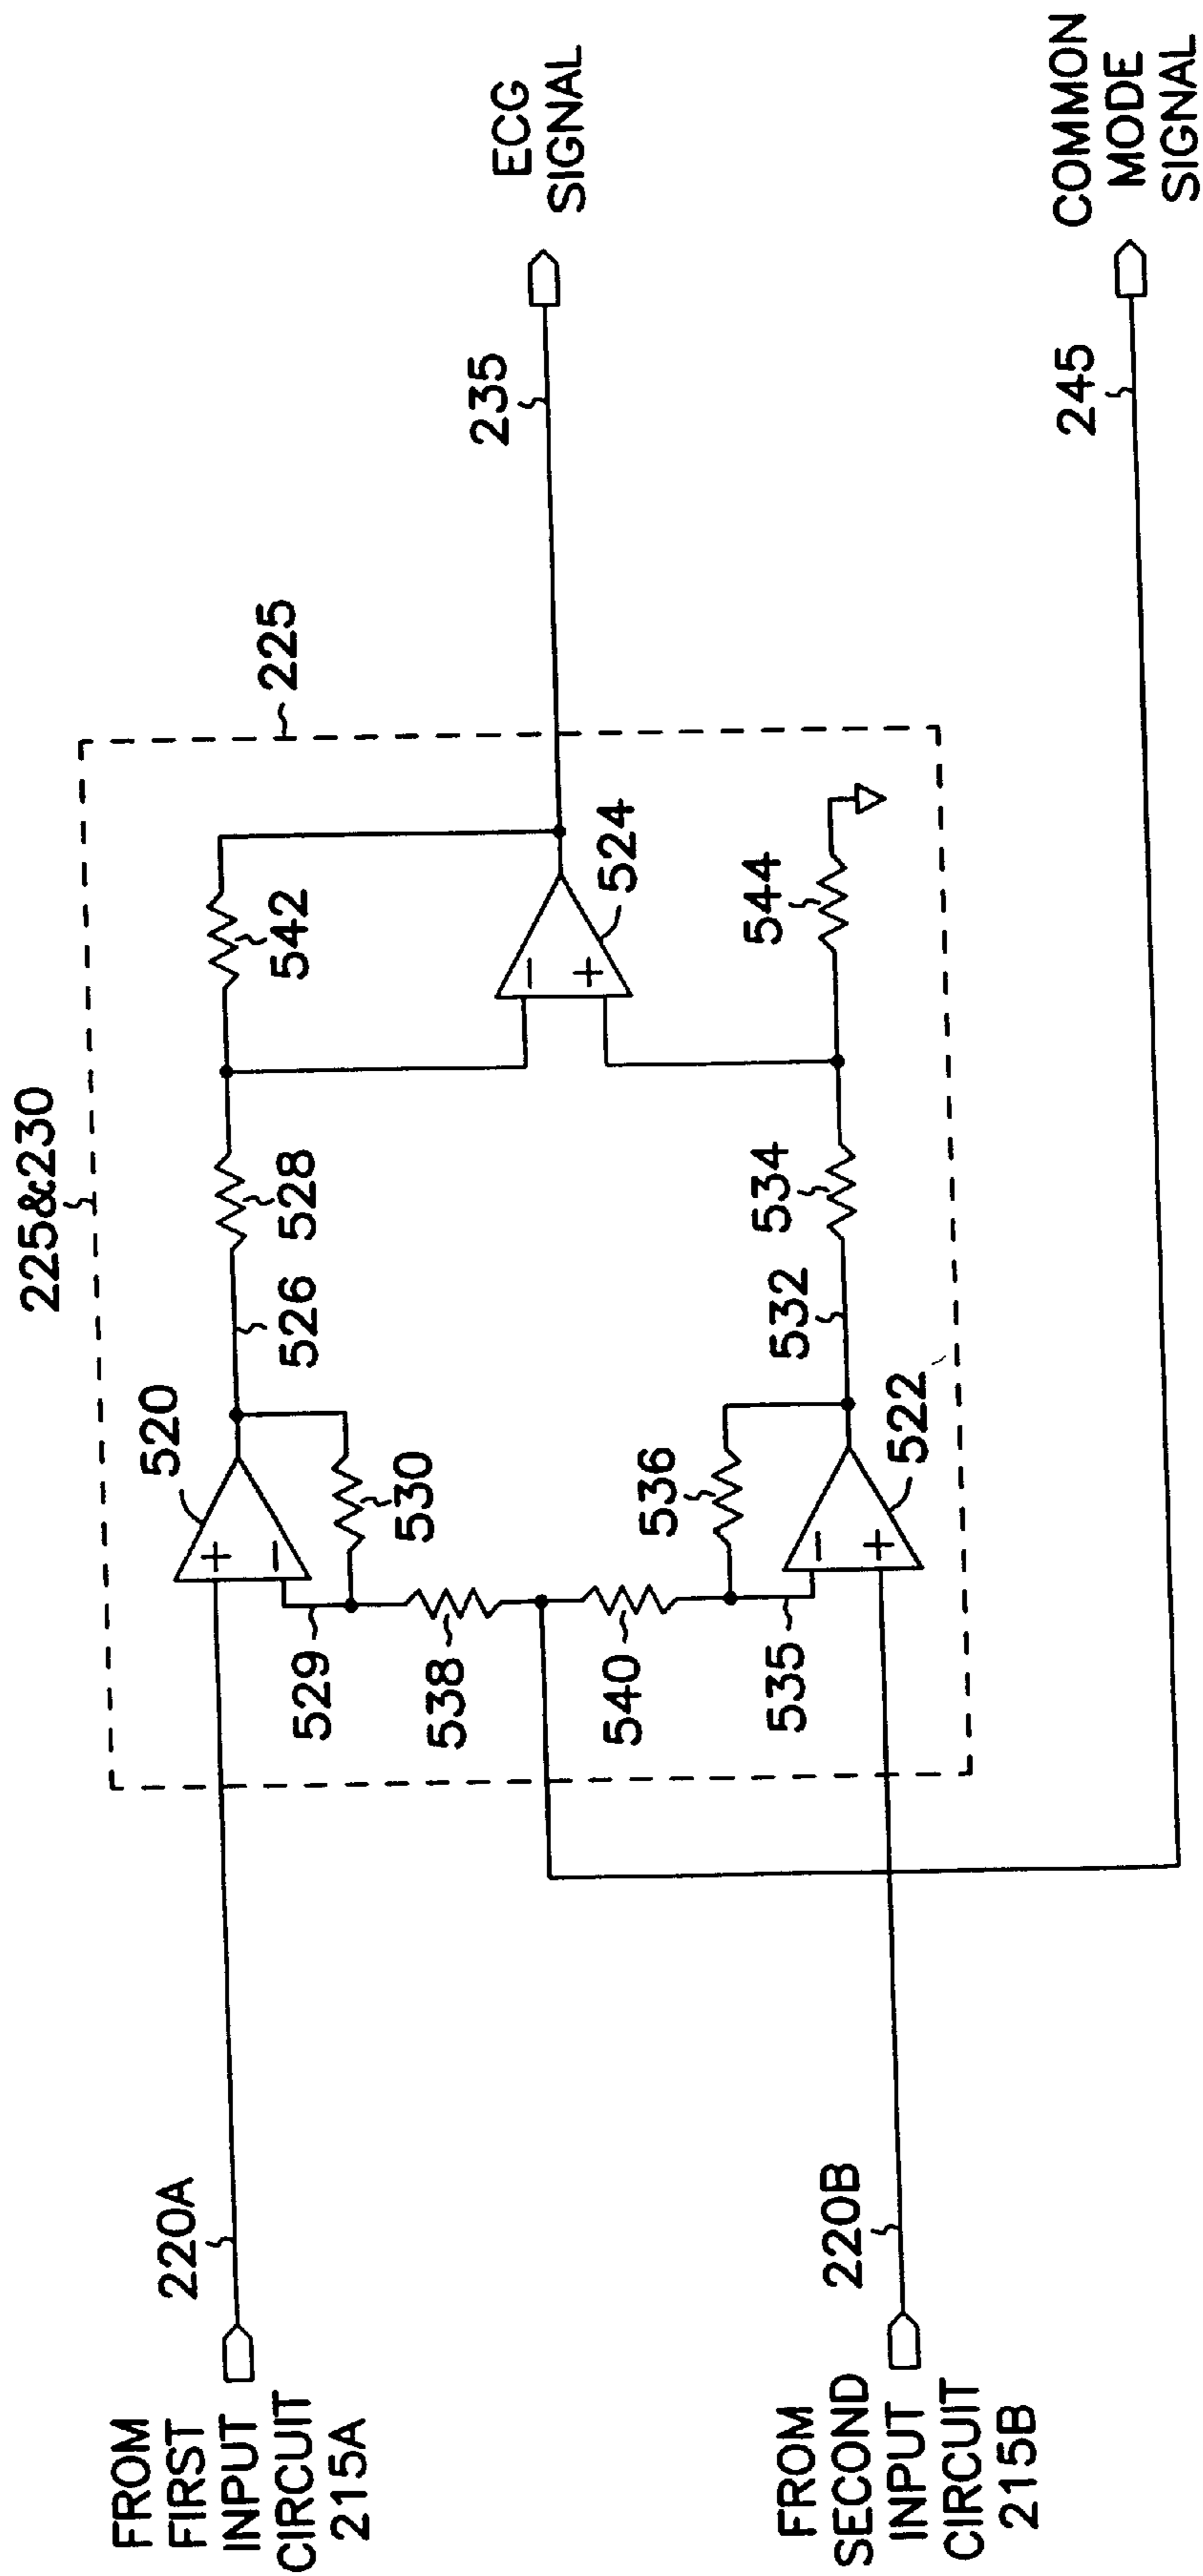 225&230
225
FROM
FIRST
INPUT
CIRCUIT
215A
220A
520
+
−
529
530
526
528
542
538
−
+
524
235
ECG
SIGNAL
540
535
536
−
+
522
532
534
544
FROM
SECOND
INPUT
CIRCUIT
215B
220B
245
COMMON
MODE
SIGNAL